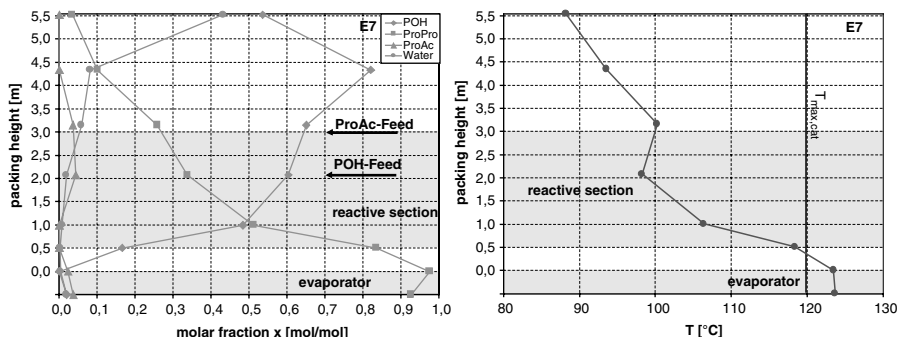 5,5
5,0
4,5
4,0
3,5
3,0
2,5
2,0
1,5
1,0
0,5
0,0
packing height [m]
E7
POH
ProPro
ProAc
Water
ProAc-Feed
POH-Feed
reactive section
evaporator
0,0 0,1 0,2 0,3 0,4 0,5 0,6 0,7 0,8 0,9 1,0
molar fraction x [mol/mol]
5,5
5,0
4,5
4,0
3,5
3,0
2,5
2,0
1,5
1,0
0,5
0,0
packing height [m]
E7
Tmax.cat
reactive section
evaporator
80 90 100 110 120 130
T [°C]